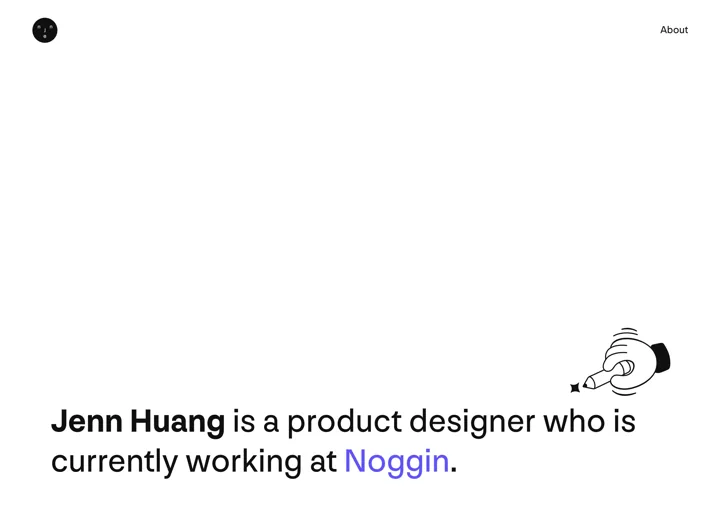 About
Jenn Huang is a product designer who is
currently working at Noggin.